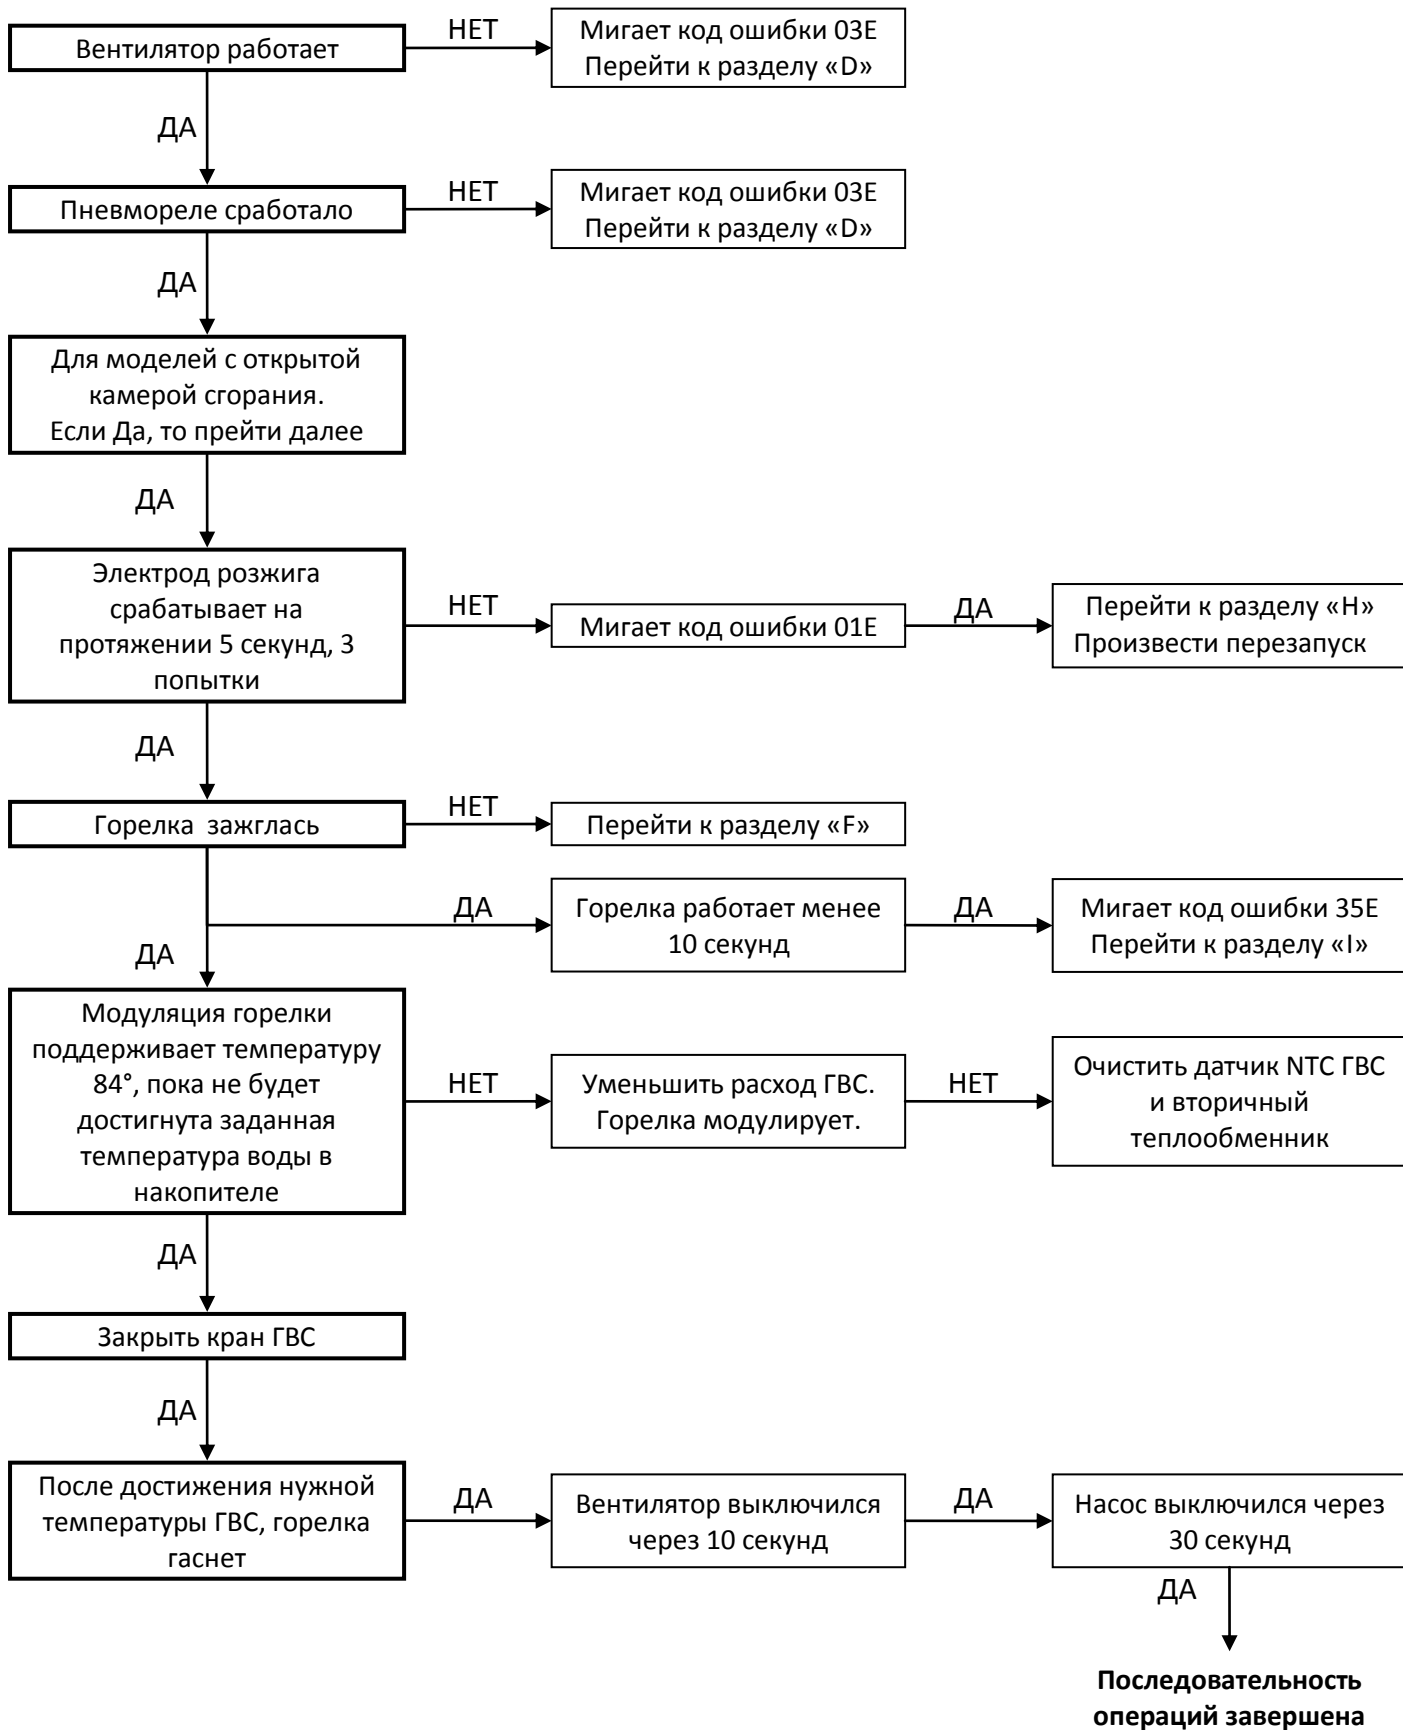 Вентилятор работает
НЕТ
Мигает код ошибки 03E
Перейти к разделу «D»
ДА
Пневмореле сработало
НЕТ
Мигает код ошибки 03E
Перейти к разделу «D»
ДА
Для моделей с открытой
камерой сгорания.
Если Да, то прейти далее
ДА
Электрод розжига
срабатывает на
протяжении 5 секунд, 3
попытки
НЕТ
Мигает код ошибки 01E
ДА
Перейти к разделу «H»
Произвести перезапуск
ДА
Горелка зажглась
НЕТ
Перейти к разделу «F»
ДА
Горелка работает менее
10 секунд
ДА
Мигает код ошибки 35E
Перейти к разделу «I»
ДА
Модуляция горелки
поддерживает температуру
84°, пока не будет
достигнута заданная
температура воды в
накопителе
НЕТ
Уменьшить расход ГВС.
Горелка модулирует.
НЕТ
Очистить датчик NTC ГВС
и вторичный
теплообменник
ДА
Закрыть кран ГВС
ДА
После достижения нужной
температуры ГВС, горелка
гаснет
ДА
Вентилятор выключился
через 10 секунд
ДА
Насос выключился через
30 секунд
ДА
Последовательность
операций завершена